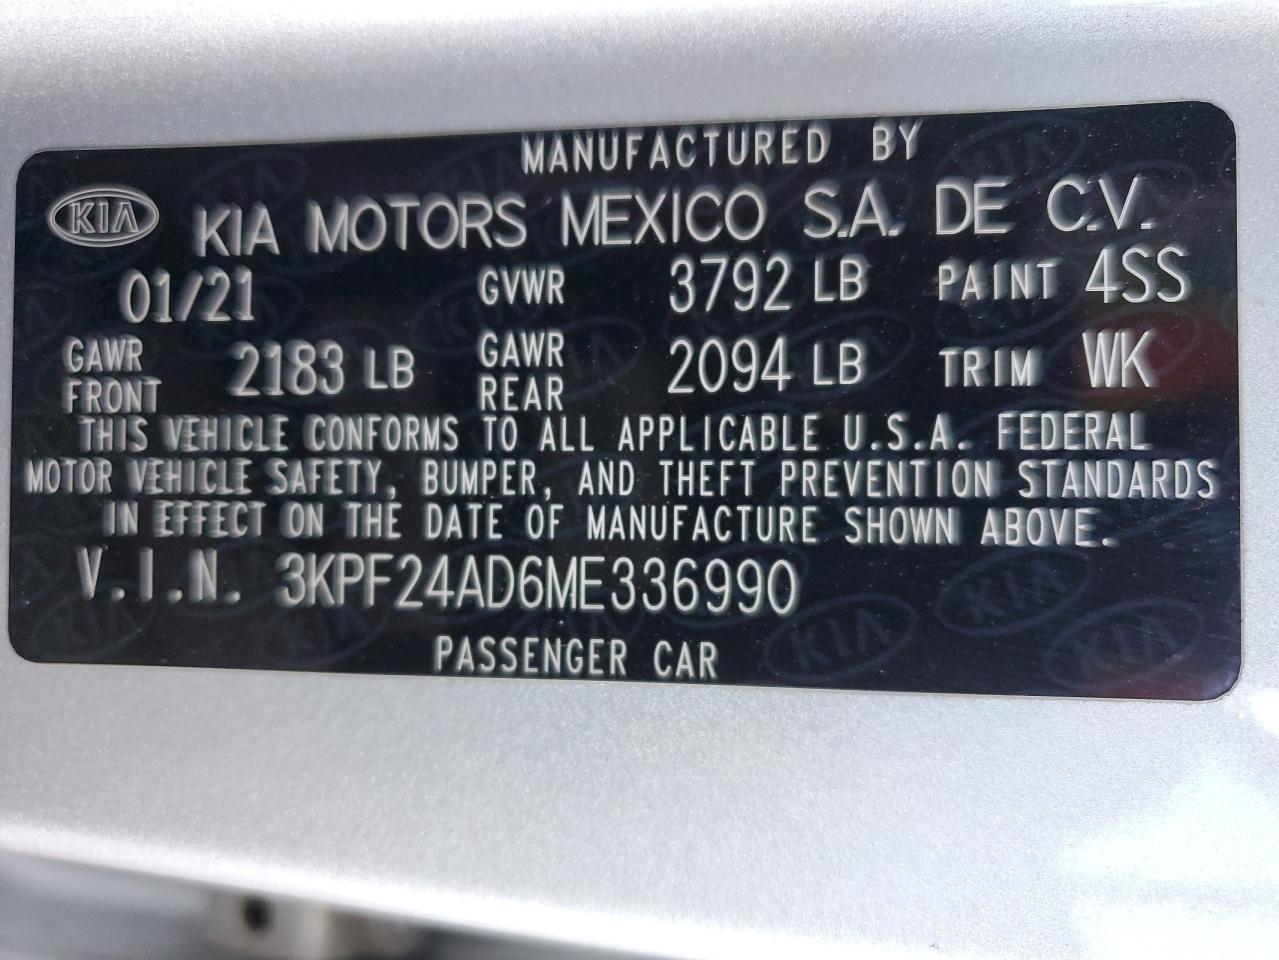 MANUFACTURED BY
KIA KIA MOTORS MEXICO S.A. DE C.V.
01/21 GVWR 3792 LB PAINT 4SS
GAWR FRONT 2183 LB GAWR REAR 2094 LB TRIM WK
THIS VEHICLE CONFORMS TO ALL APPLICABLE U.S.A. FEDERAL
MOTOR VEHICLE SAFETY, BUMPER, AND THEFT PREVENTION STANDARDS
IN EFFECT ON THE DATE OF MANUFACTURE SHOWN ABOVE.
V.I.N. 3KPF24AD6ME336990
PASSENGER CAR